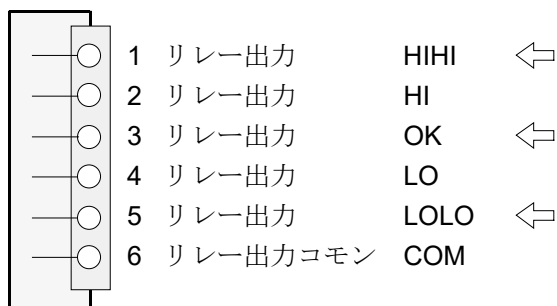 1 リレー出力 HIHI
2 リレー出力 HI
3 リレー出力 OK
4 リレー出力 LO
5 リレー出力 LOLO
6 リレー出力コモン COM